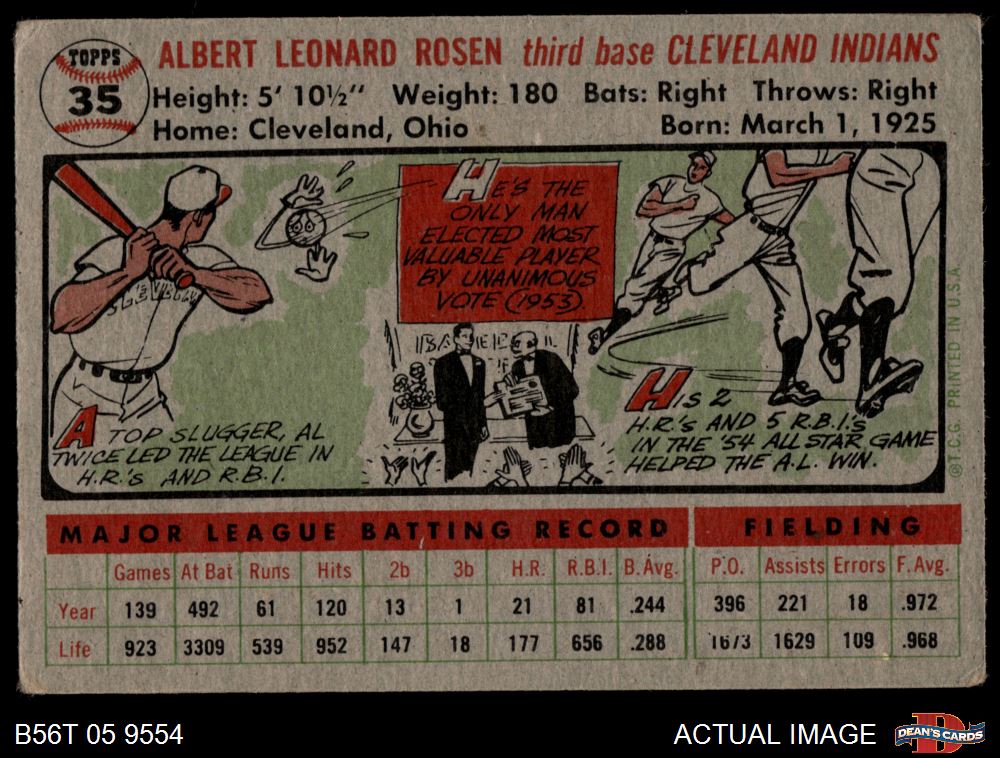 TOPPS
35
ALBERT LEONARD ROSEN third base CLEVELAND INDIANS
Height: 5' 10½" Weight: 180 Bats: Right Throws: Right
Home: Cleveland, Ohio Born: March 1, 1925
HE'S THE
ONLY MAN
ELECTED MOST
VALUABLE PLAYER
BY UNANIMOUS
VOTE (1953)
A TOP SLUGGER, AL
TWICE LED THE LEAGUE IN
H.R.'s AND R.B.I.
HIS 2
H.R.'s AND 5 R.B.I.'s
IN THE '54 ALL STAR GAME
HELPED THE A.L. WIN.
©T.C.G. PRINTED IN U.S.A.
MAJOR LEAGUE BATTING RECORD FIELDING
Games At Bat Runs Hits 2b 3b H.R. R.B.I. B.Avg. P.O. Assists Errors F.Avg.
Year 139 492 61 120 13 1 21 81 .244 396 221 18 .972
Life 923 3309 539 952 147 18 177 656 .288 1673 1629 109 .968
B56T 05 9554 ACTUAL IMAGE
DEAN'S CARDS